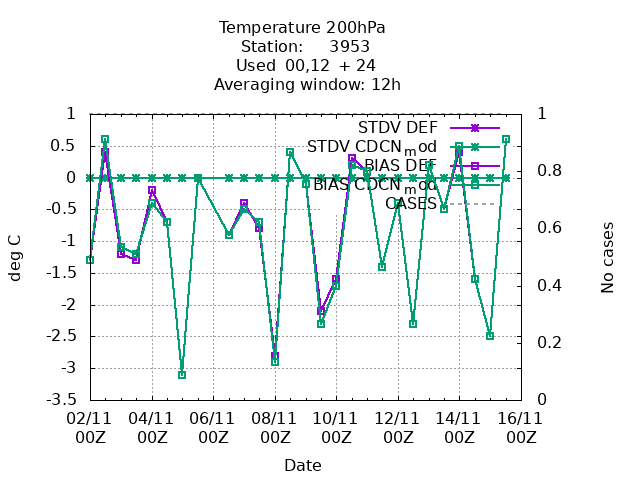 Temperature 200hPa
Station: 3953
Used 00,12 + 24
Averaging window: 12h
1
0.5
0
-0.5
-1
-1.5
-2
-2.5
-3
-3.5
deg C
1
0.8
0.6
0.4
0.2
0
No cases
STDV DEF
STDV CDCN_mod
BIAS DEF
BIAS CDCN_mod
CASES
02/11 04/11 06/11 08/11 10/11 12/11 14/11 16/11
00Z 00Z 00Z 00Z 00Z 00Z 00Z 00Z
Date